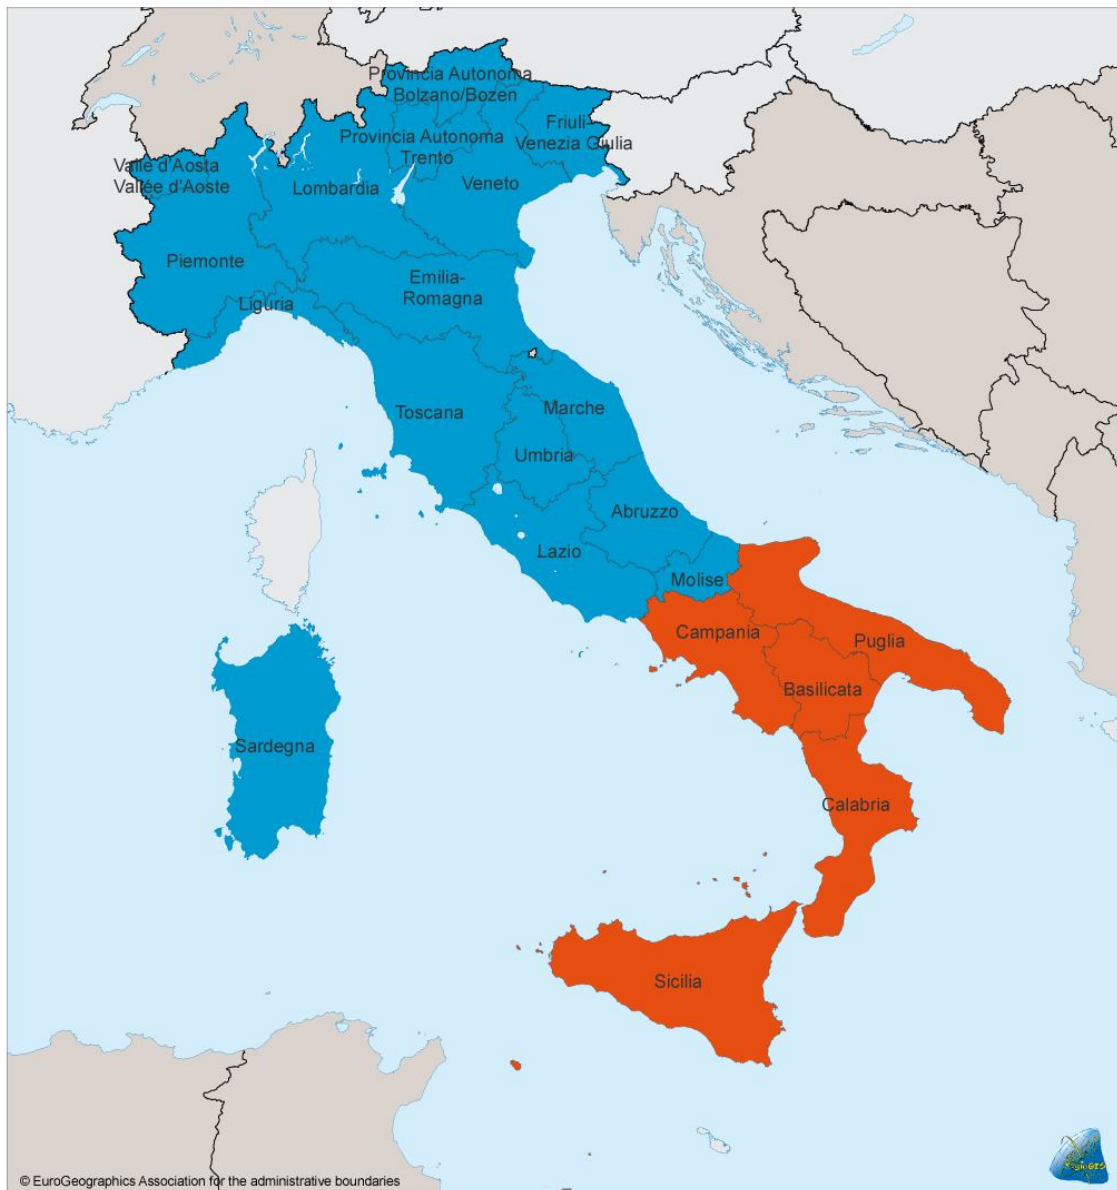 Provincia Autonoma
Bolzano/Bozen
Friuli-
Venezia Giulia
Provincia Autonoma
Trento
Valle d'Aosta
Vallée d'Aoste
Lombardia
Veneto
Piemonte
Emilia-
Romagna
Liguria
Toscana
Marche
Umbria
Abruzzo
Lazio
Molise
Campania
Puglia
Basilicata
Sardegna
Calabria
Sicilia
© EuroGeographics Association for the administrative boundaries